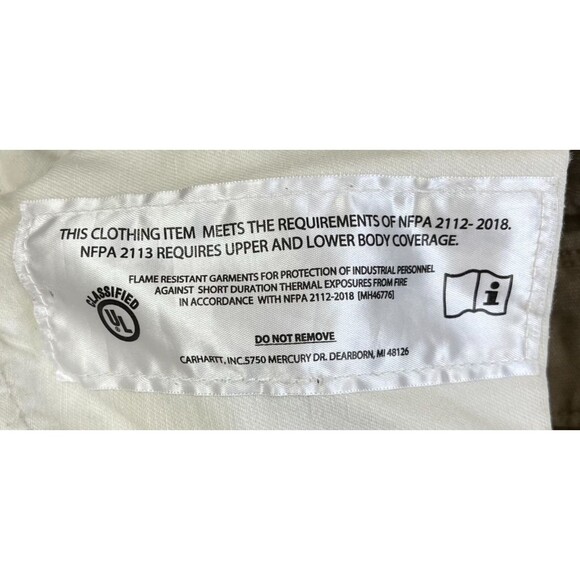 THIS CLOTHING ITEM MEETS THE REQUIREMENTS OF NFPA 2112-2018.
NFPA 2113 REQUIRES UPPER AND LOWER BODY COVERAGE.
FLAME RESISTANT GARMENTS FOR PROTECTION OF INDUSTRIAL PERSONNEL
AGAINST SHORT DURATION THERMAL EXPOSURES FROM FIRE
IN ACCORDANCE WITH NFPA 2112-2018 [MH46776]
CLASSIFIED
UL
i
DO NOT REMOVE
CARHARTT, INC.5750 MERCURY DR. DEARBORN, MI 48126